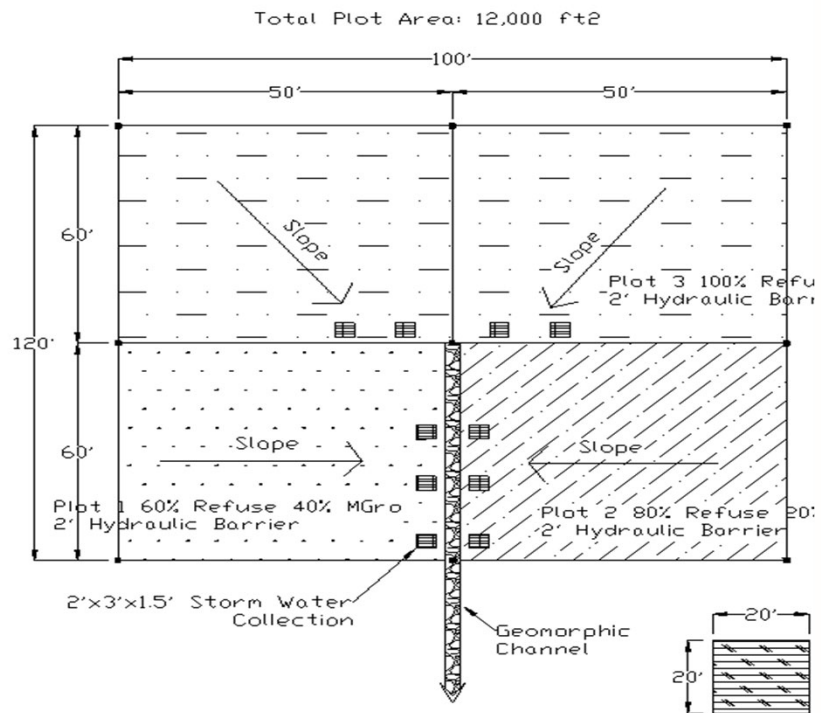 Total Plot Area: 12,000 ft2
100'
50'
50'
60'
Slope
Slope
Plot 3 100% Refu
2' Hydraulic Barr
120'
60'
Slope
Slope
Plot 1 60% Refuse 40% MGro
2' Hydraulic Barrier
Plot 2 80% Refuse 20%
2' Hydraulic Barrier
2'x3'x1.5' Storm Water
Collection
Geomorphic
Channel
20'
20'